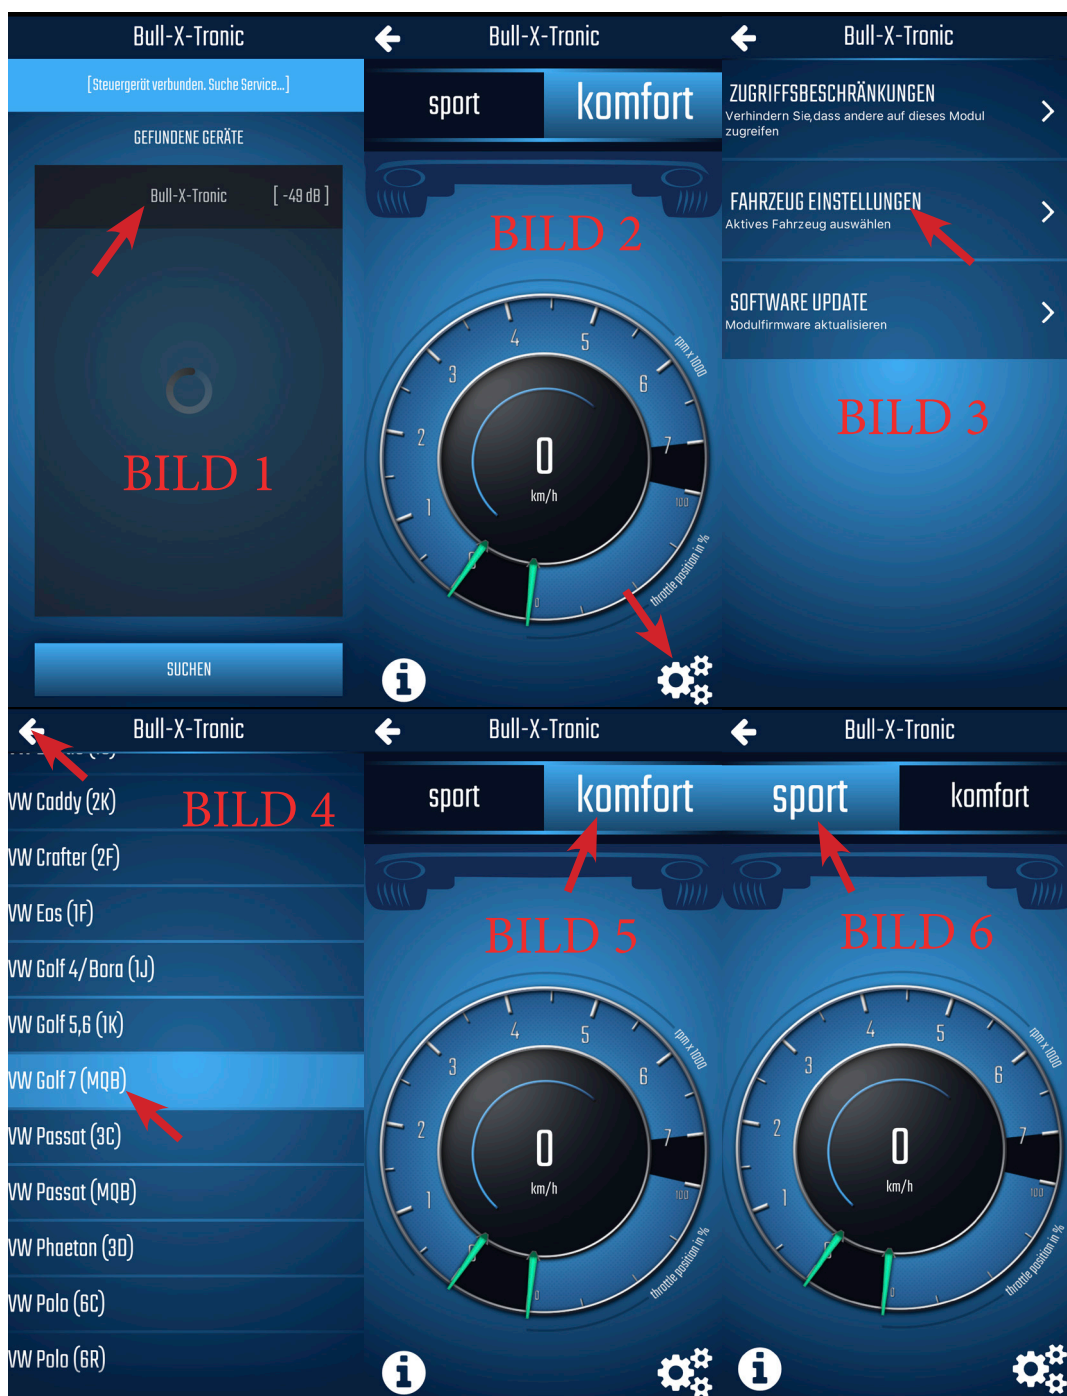 Bull-X-Tronic
[Steuergerät verbunden. Suche Service...]
GEFUNDENE GERÄTE
Bull-X-Tronic [ -49 dB ]
BILD 1
SUCHEN
Bull-X-Tronic
sport komfort
BILD 2
0
1
2
3
4
5
6
7
rpm x 1000
0
km/h
100
0
throttle position in %
Bull-X-Tronic
ZUGRIFFSBESCHRÄNKUNGEN
Verhindern Sie,dass andere auf dieses Modul
zugreifen
FAHRZEUG EINSTELLUNGEN
Aktives Fahrzeug auswählen
SOFTWARE UPDATE
Modulfirmware aktualisieren
BILD 3
Bull-X-Tronic
BILD 4
VW Caddy (2K)
VW Crafter (2F)
VW Eos (1F)
VW Golf 4/Bora (1J)
VW Golf 5,6 (1K)
VW Golf 7 (MQB)
VW Passat (3C)
VW Passat (MQB)
VW Phaeton (3D)
VW Polo (6C)
VW Polo (6R)
Bull-X-Tronic
sport komfort
BILD 5
0
1
2
3
4
5
6
7
rpm x 1000
0
km/h
100
0
throttle position in %
Bull-X-Tronic
sport komfort
BILD 6
0
1
2
3
4
5
6
7
rpm x 1000
0
km/h
100
0
throttle position in %